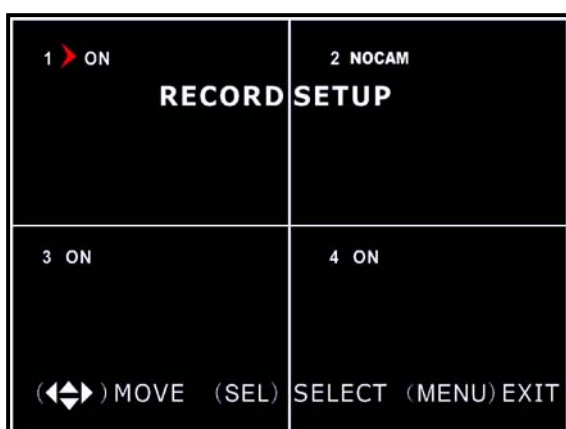 1 ON 2 NOCAM
RECORD SETUP
3 ON 4 ON
(◀▲▼▶) MOVE (SEL) SELECT (MENU) EXIT